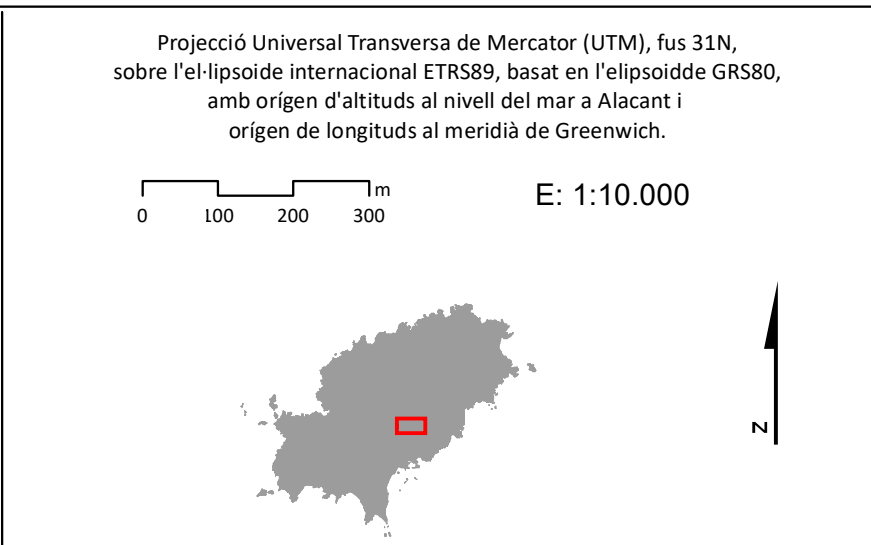 Projecció Universal Transversa de Mercator (UTM), fus 31N,
sobre l'el·lipsoide internacional ETRS89, basat en l'elipsoidde GRS80,
amb orígen d'altituds al nivell del mar a Alacant i
orígen de longituds al meridià de Greenwich.
m
0 100 200 300
E: 1:10.000
N